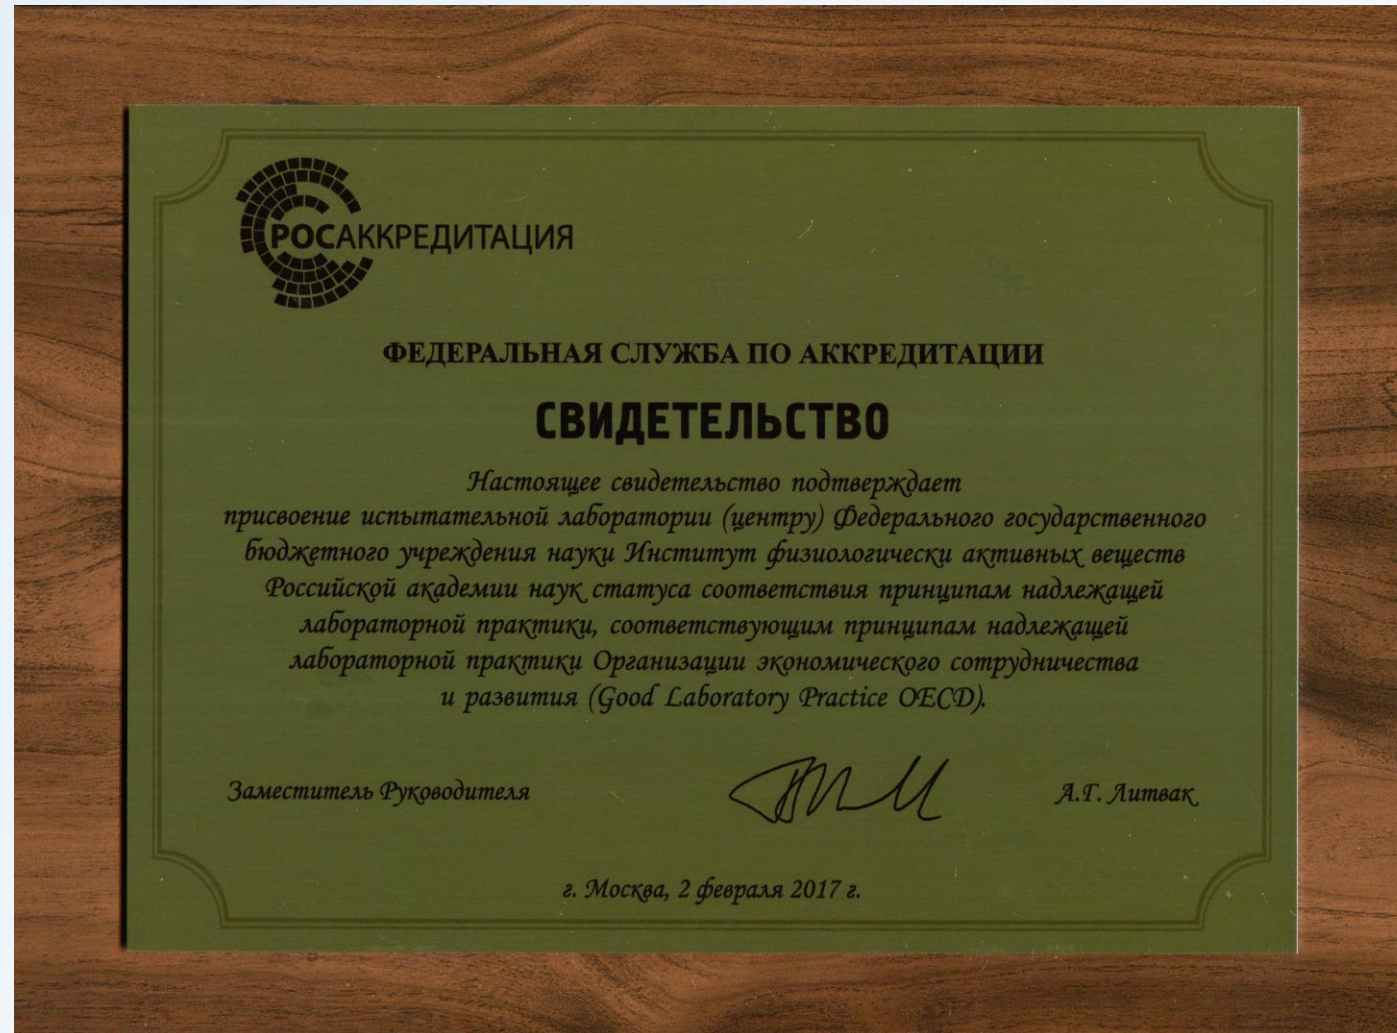 РОСАККРЕДИТАЦИЯ
ФЕДЕРАЛЬНАЯ СЛУЖБА ПО АККРЕДИТАЦИИ
СВИДЕТЕЛЬСТВО
Настоящее свидетельство подтверждает
присвоение испытательной лаборатории (центру) Федерального государственного
бюджетного учреждения науки Институт физиологически активных веществ
Российской академии наук статуса соответствия принципам надлежащей
лабораторной практики, соответствующим принципам надлежащей
лабораторной практики Организации экономического сотрудничества
и развития (Good Laboratory Practice OECD).
Заместитель Руководителя А.Г. Литвак
г. Москва, 2 февраля 2017 г.